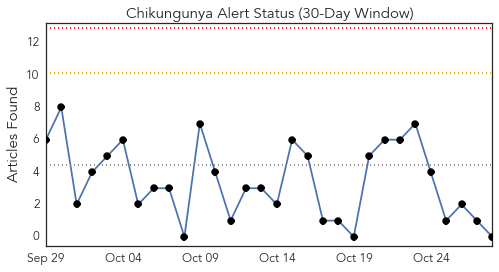 Chikungunya Alert Status (30-Day Window)
Articles Found
12
10
8
6
4
2
0
Sep 29 Oct 04 Oct 09 Oct 14 Oct 19 Oct 24